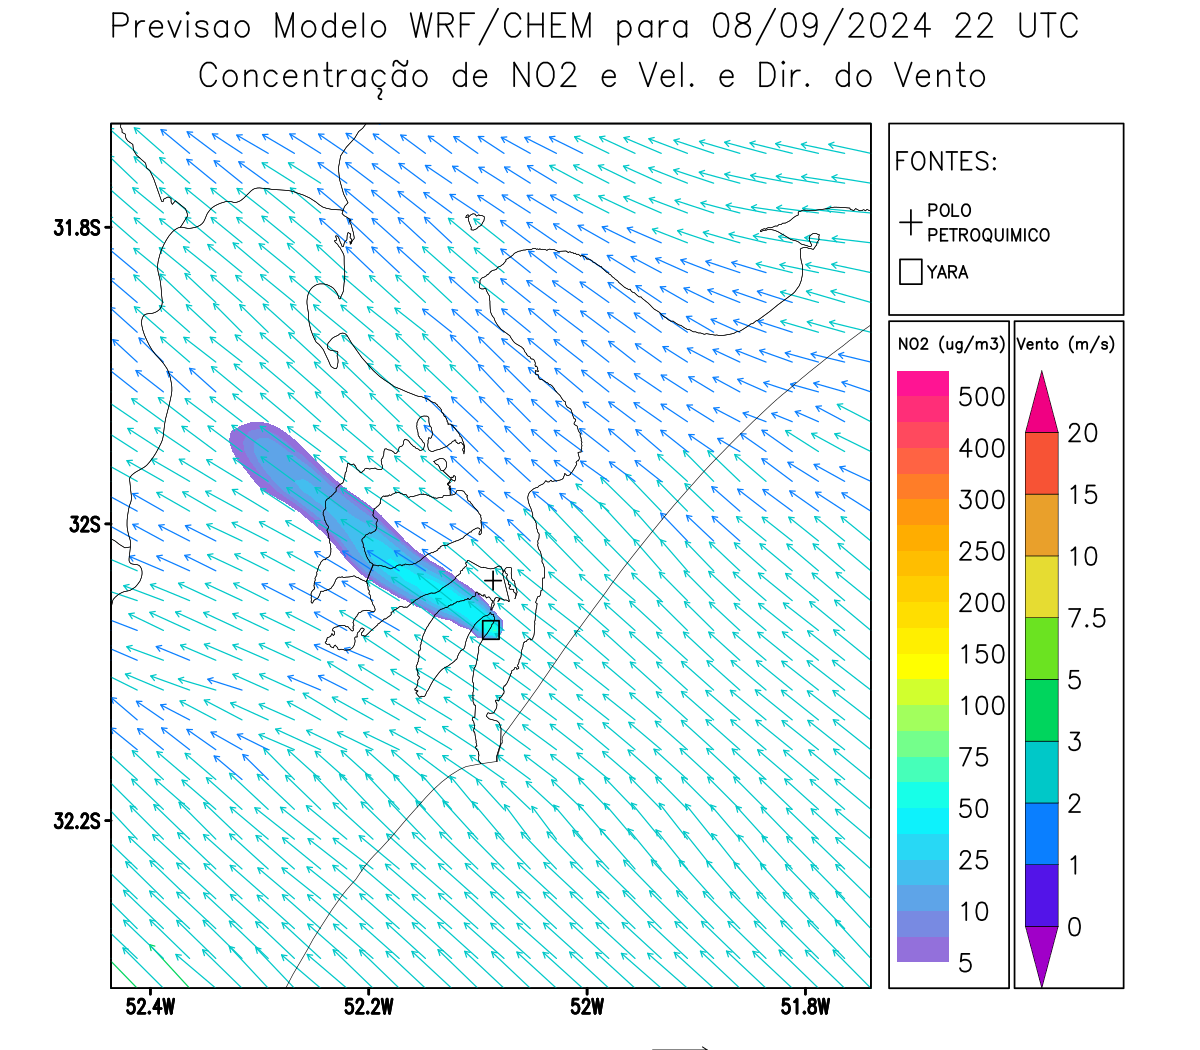 Previsao Modelo WRF/CHEM para 08/09/2024 22 UTC
Concentração de NO2 e Vel. e Dir. do Vento
FONTES:
POLO
PETROQUIMICO
YARA
31.8S
32S
32.2S
52.4W
52.2W
52W
51.8W
NO2 (ug/m3)
500
400
300
250
200
150
100
75
50
25
10
5
Vento (m/s)
20
15
10
7.5
5
3
2
1
0